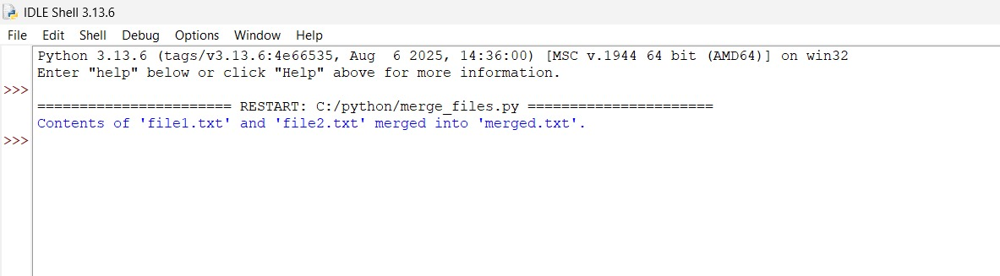 IDLE Shell 3.13.6
File Edit Shell Debug Options Window Help
Python 3.13.6 (tags/v3.13.6:4e66535, Aug  6 2025, 14:36:00) [MSC v.1944 64 bit (AMD64)] on win32
Enter "help" below or click "Help" above for more information.
>>>
======================= RESTART: C:/python/merge_files.py ======================
Contents of 'file1.txt' and 'file2.txt' merged into 'merged.txt'.
>>>